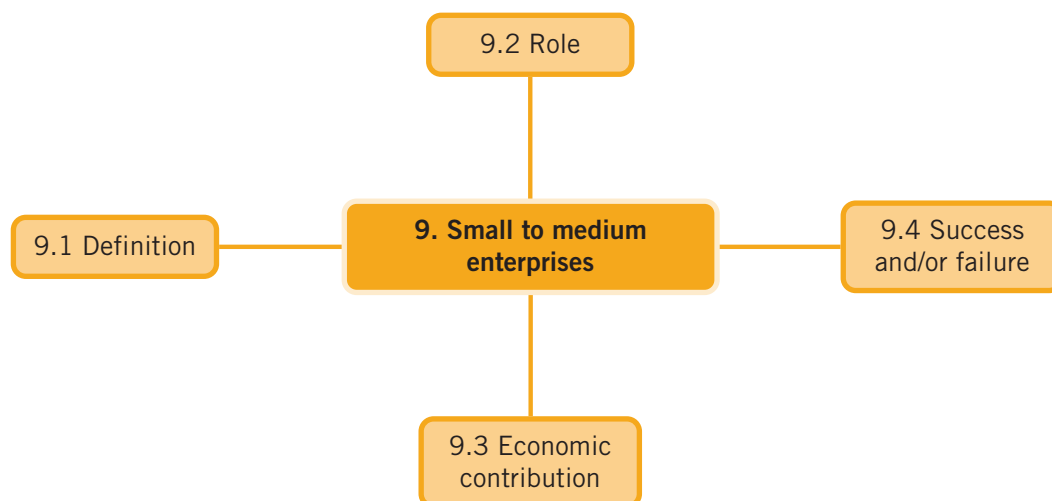 9.2 Role
9.1 Definition
9. Small to medium
enterprises
9.4 Success
and/or failure
9.3 Economic
contribution